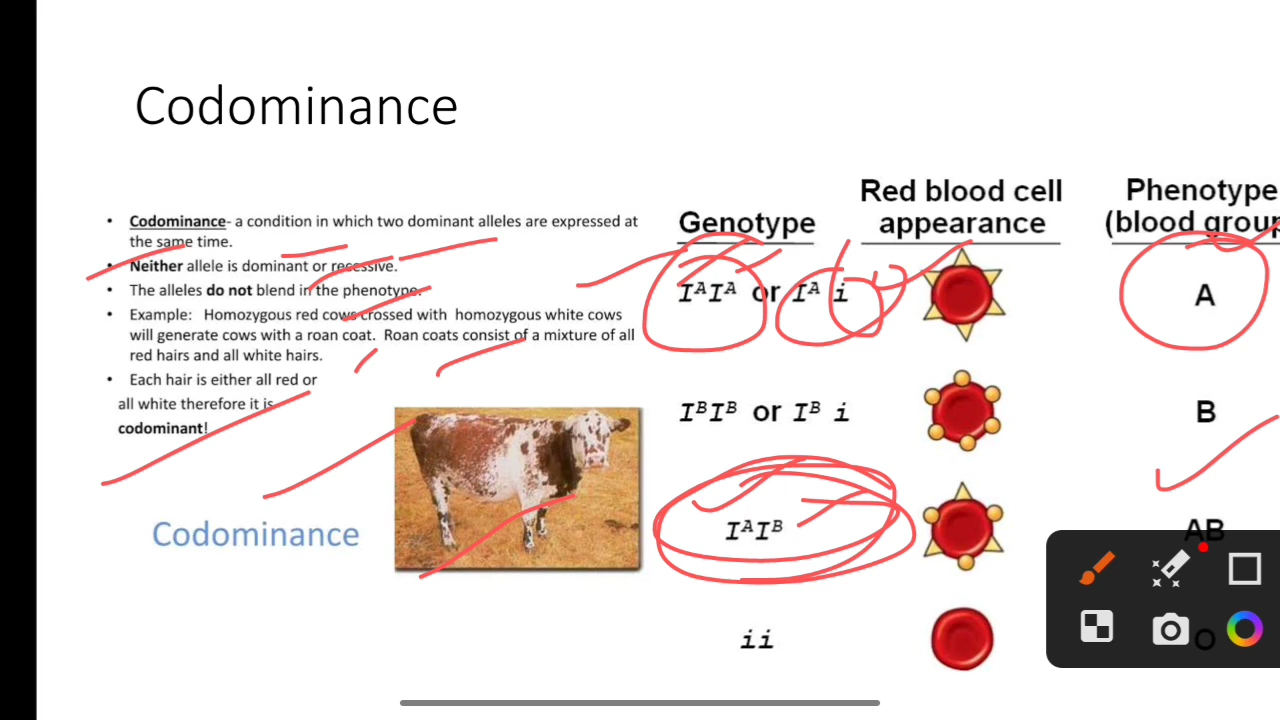 Codominance
• Codominance- a condition in which two dominant alleles are expressed at
the same time.
• Neither allele is dominant or recessive.
• The alleles do not blend in the phenotype.
• Example: Homozygous red cows crossed with homozygous white cows
will generate cows with a roan coat. Roan coats consist of a mixture of all
red hairs and all white hairs.
• Each hair is either all red or
all white therefore it is
codominant!
Codominance
Genotype
Red blood cell
appearance
Phenotype
(blood group
IᴬIᴬ or Iᴬ i
A
IᴮIᴮ or Iᴮ i
B
IᴬIᴮ
AB
ii
O